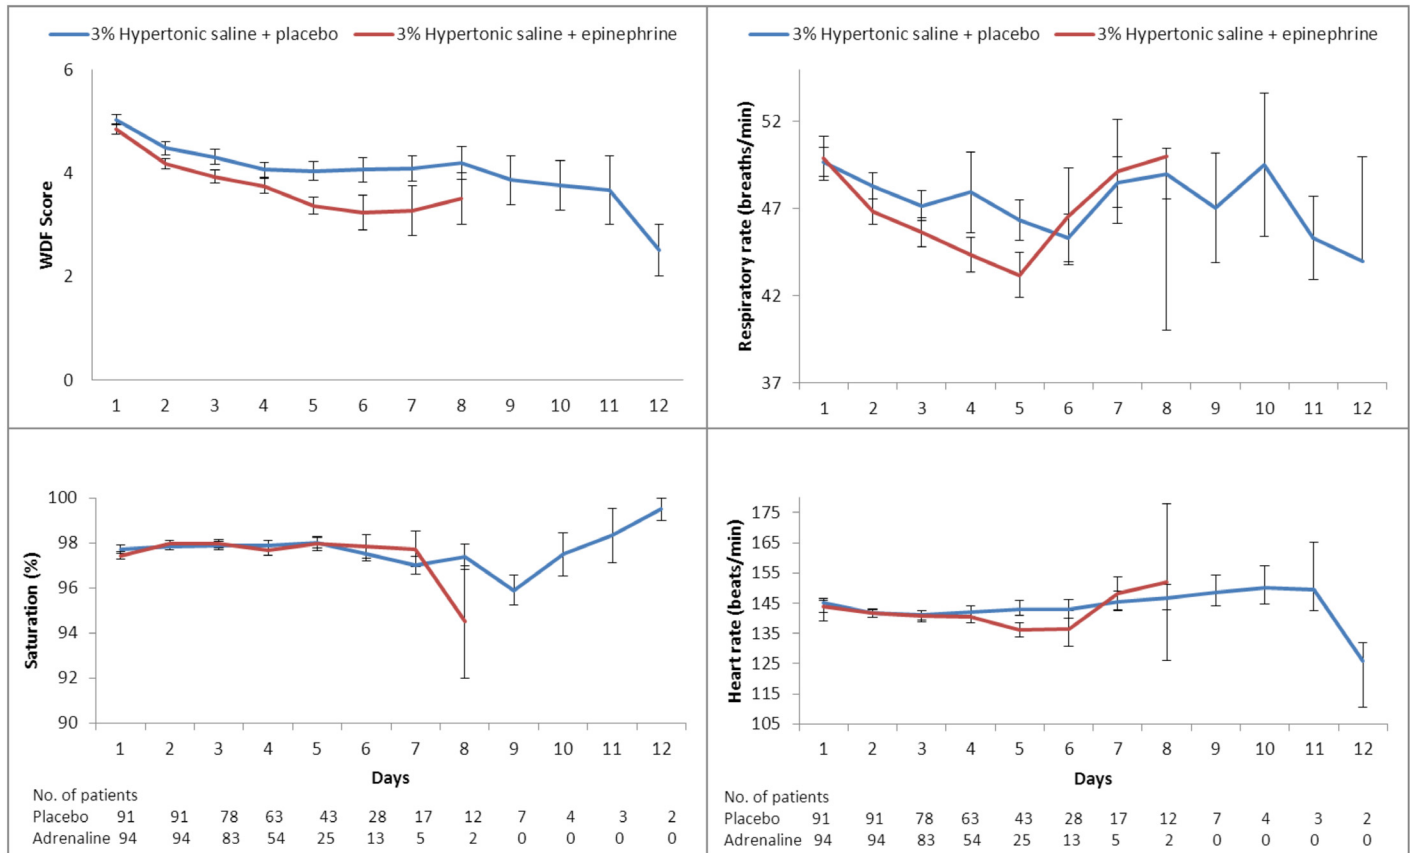 3% Hypertonic saline + placebo 3% Hypertonic saline + epinephrine
WDF Score
6
4
2
0
1 2 3 4 5 6 7 8 9 10 11 12
3% Hypertonic saline + placebo 3% Hypertonic saline + epinephrine
Respiratory rate (breaths/min)
52
47
42
37
1 2 3 4 5 6 7 8 9 10 11 12
Saturation (%)
100
98
96
94
92
90
1 2 3 4 5 6 7 8 9 10 11 12
Days
No. of patients
Placebo 91 91 78 63 43 28 17 12 7 4 3 2
Adrenaline 94 94 83 54 25 13 5 2 0 0 0 0
Heart rate (beats/min)
175
165
155
145
135
125
115
105
1 2 3 4 5 6 7 8 9 10 11 12
Days
No. of patients
Placebo 91 91 78 63 43 28 17 12 7 4 3 2
Adrenaline 94 94 83 54 25 13 5 2 0 0 0 0